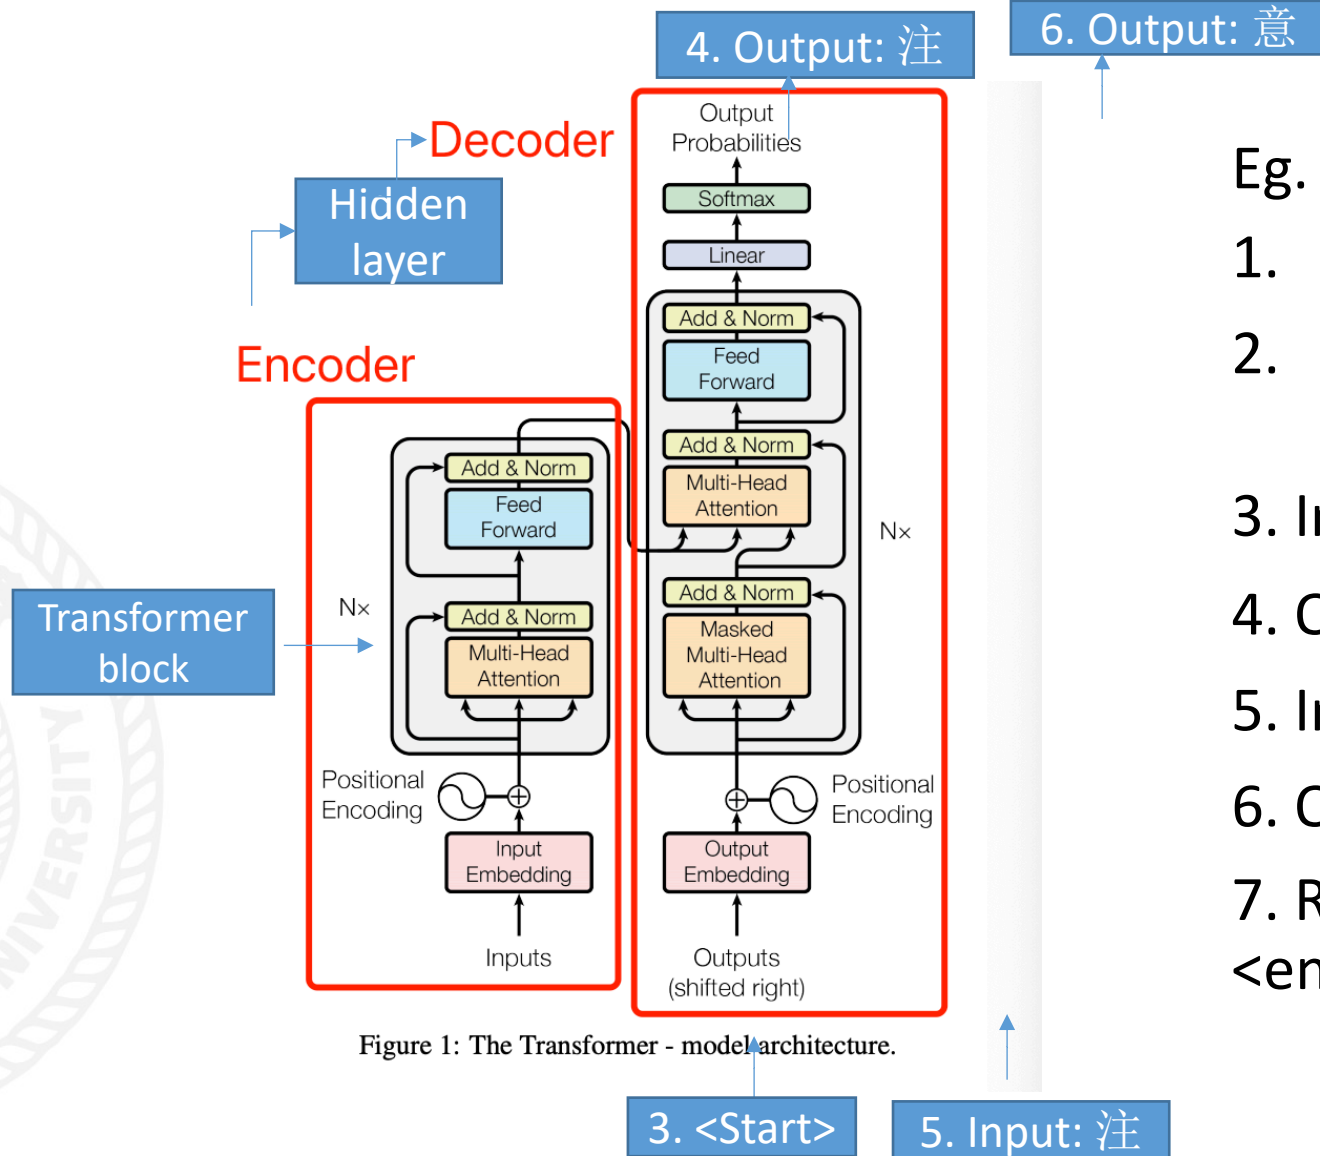 4. Output: 注
6. Output: 意
Decoder
Hidden
layer
Encoder
Transformer
block
Output
Probabilities
Softmax
Linear
Add & Norm
Feed
Forward
Add & Norm
Multi-Head
Attention
Add & Norm
Masked
Multi-Head
Attention
Nx
Positional
Encoding
Output
Embedding
Outputs
(shifted right)
Add & Norm
Feed
Forward
Add & Norm
Multi-Head
Attention
Nx
Positional
Encoding
Input
Embedding
Inputs
Figure 1: The Transformer - model architecture.
3. <Start>
5. Input: 注
Eg.
1.
2.
3. In
4. O
5. In
6. O
7. R
<en
UNIVERSITY